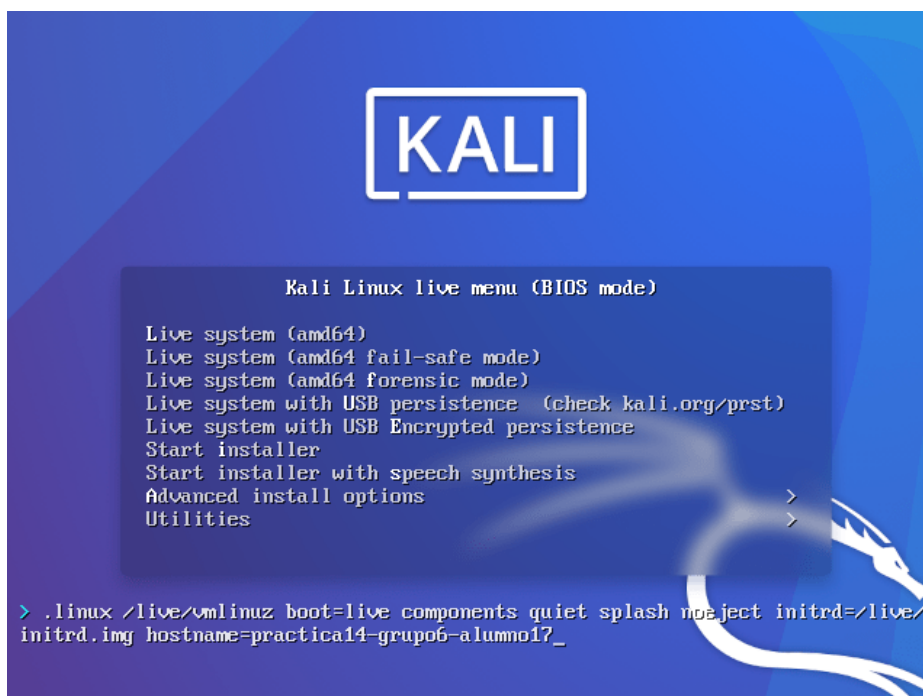 KALI
Kali Linux live menu (BIOS mode)
Live system (amd64)
Live system (amd64 fail-safe mode)
Live system (amd64 forensic mode)
Live system with USB persistence  (check kali.org/prst)
Live system with USB Encrypted persistence
Start installer
Start installer with speech synthesis
Advanced install options >
Utilities >
> .linux /live/vmlinuz boot=live components quiet splash noeject initrd=/live/
initrd.img hostname=practica14-grupo6-alumno17_